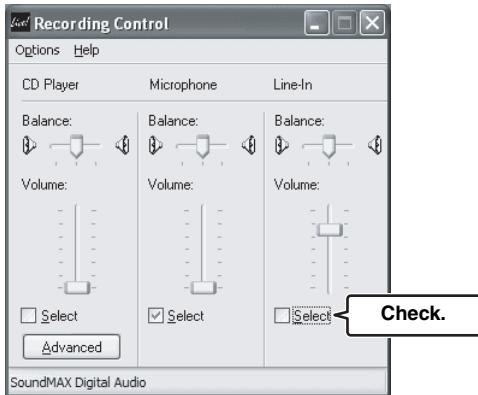 Live! Recording Control
Options Help
CD Player Microphone Line-In
Balance: Balance: Balance:
Volume: Volume: Volume:
Select Select Select Check.
Advanced
SoundMAX Digital Audio